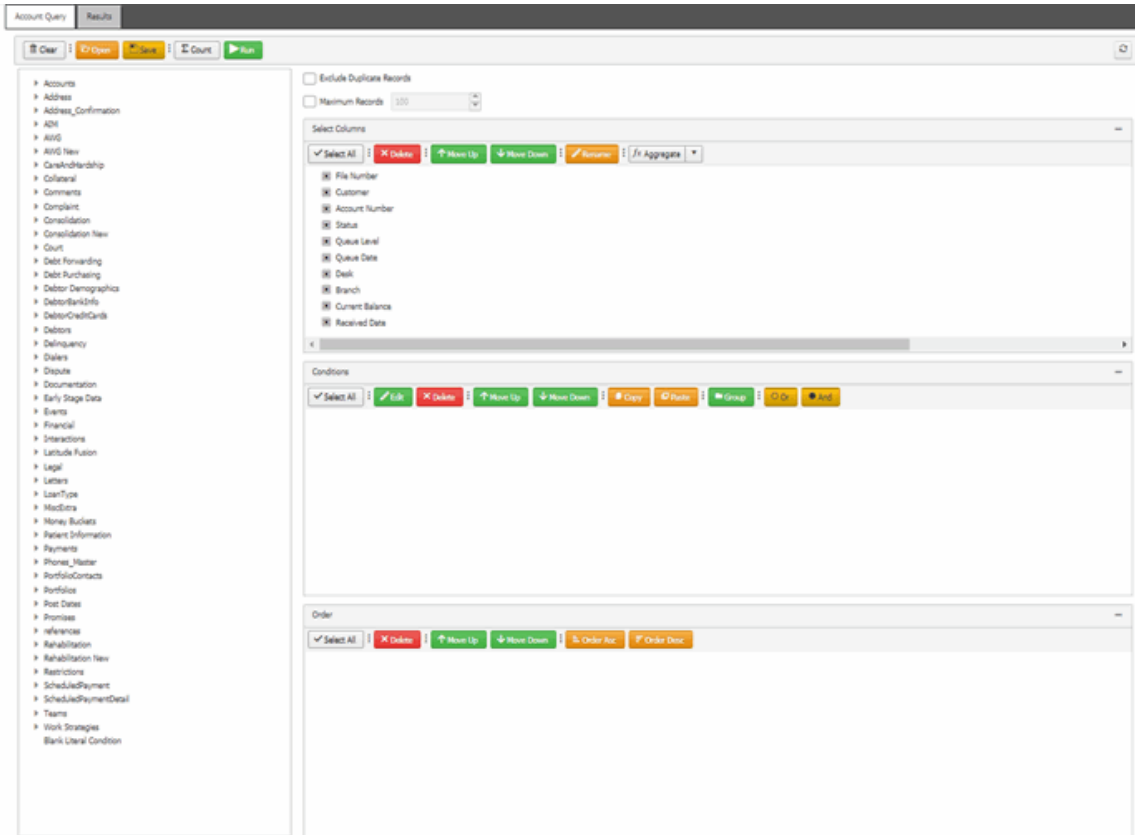 Account Query Results
Clear Open Save Σ Count Run
Accounts
Address
Address_Confirmation
AIM
AWG
AWG New
CareAndHardship
Collateral
Comments
Complaint
Consolidation
Consolidation New
Court
Debt Forwarding
Debt Purchasing
Debtor Demographics
DebtorBankInfo
DebtorCreditCards
Debtors
Delinquency
Dialers
Dispute
Documentation
Early Stage Data
Events
Financial
Interactions
Latitude Fusion
Legal
Letters
LoanType
MiscExtra
Money Buckets
Patient Information
Payments
Phones_Master
PortfolioContacts
Portfolios
Post Dates
Promises
references
Rehabilitation
Rehabilitation New
Restrictions
ScheduledPayment
ScheduledPaymentDetail
Teams
Work Strategies
Blank Literal Condition
Exclude Duplicate Records
Maximum Records 100
Select Columns
Select All Delete Move Up Move Down Rename fx Aggregate
File Number
Customer
Account Number
Status
Queue Level
Queue Date
Desk
Branch
Current Balance
Received Date
Conditions
Select All Edit Delete Move Up Move Down Copy Paste Group Or And
Order
Select All Delete Move Up Move Down Order Asc Order Desc